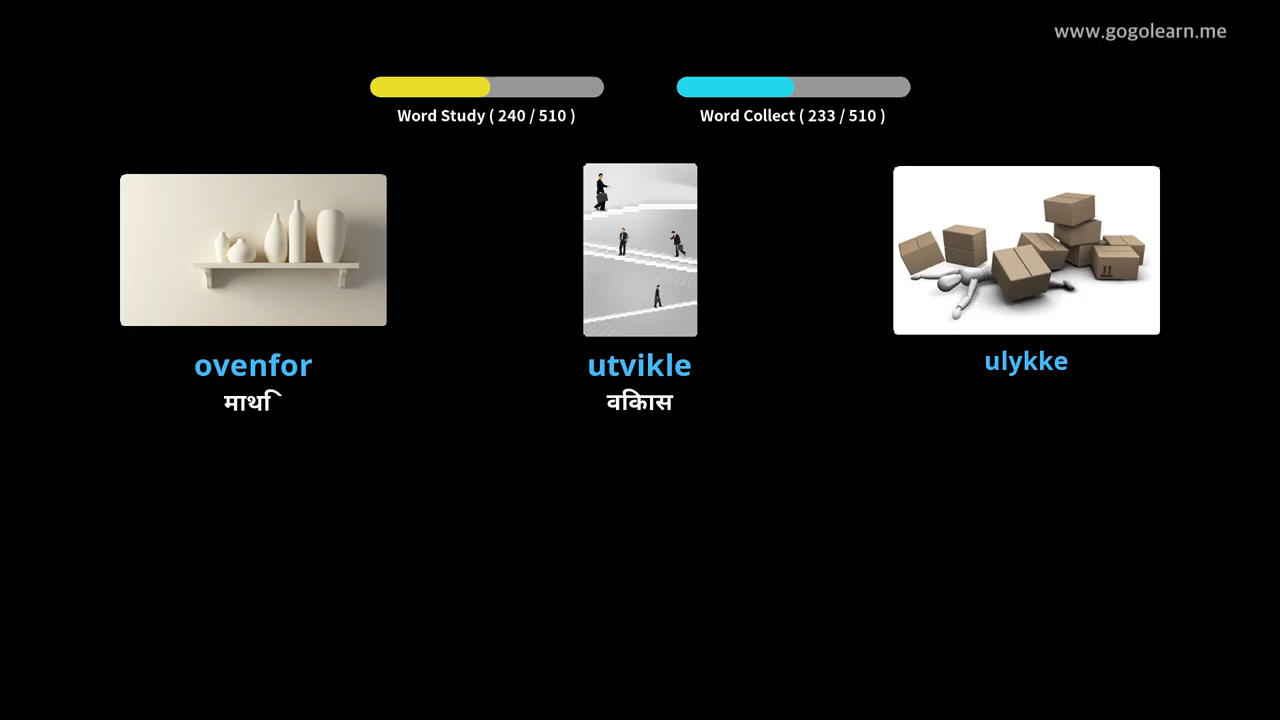 www.gogolearn.me
Word Study ( 240 / 510 )
Word Collect ( 233 / 510 )
ovenfor
utvikle
ulykke
माथि
विकास